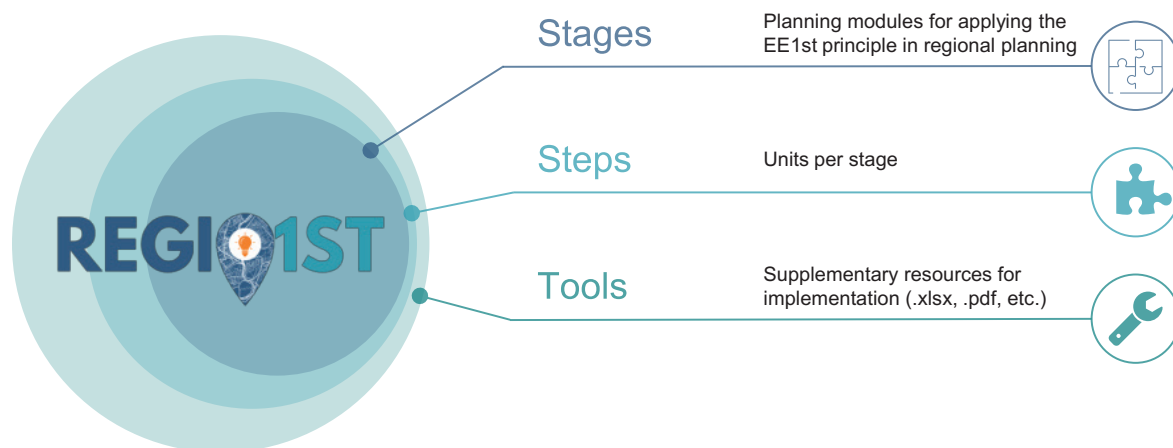 Stages
Planning modules for applying the
EE1st principle in regional planning
Steps
Units per stage
REGIO1ST
Tools
Supplementary resources for
implementation (.xlsx, .pdf, etc.)